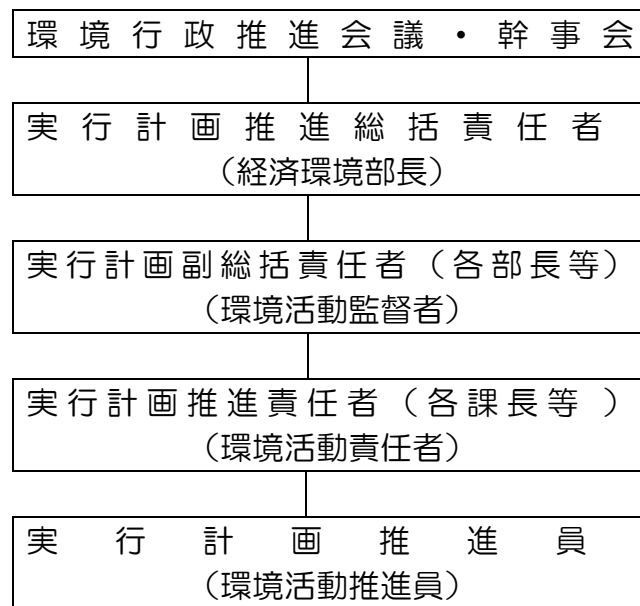 環境行政推進会議・幹事会
実行計画推進総括責任者
（経済環境部長）
実行計画副総括責任者（各部長等）
（環境活動監督者）
実行計画推進責任者（各課長等）
（環境活動責任者）
実行計画推進員
（環境活動推進員）